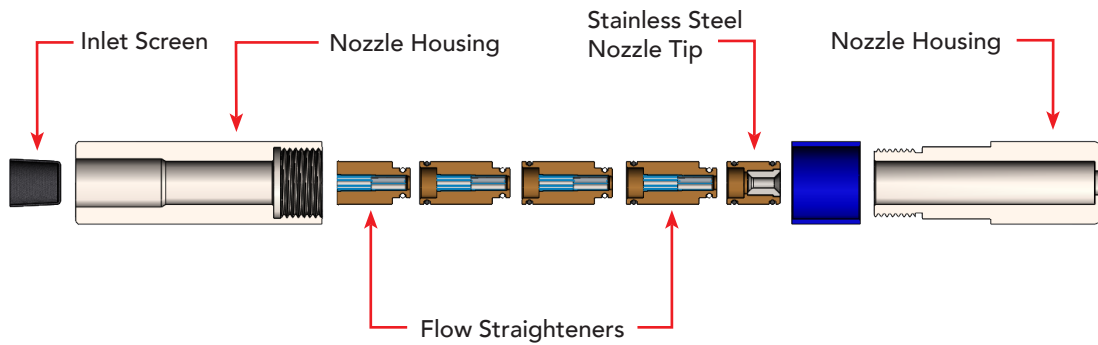 Inlet Screen
Nozzle Housing
Stainless Steel
Nozzle Tip
Nozzle Housing
Flow Straighteners